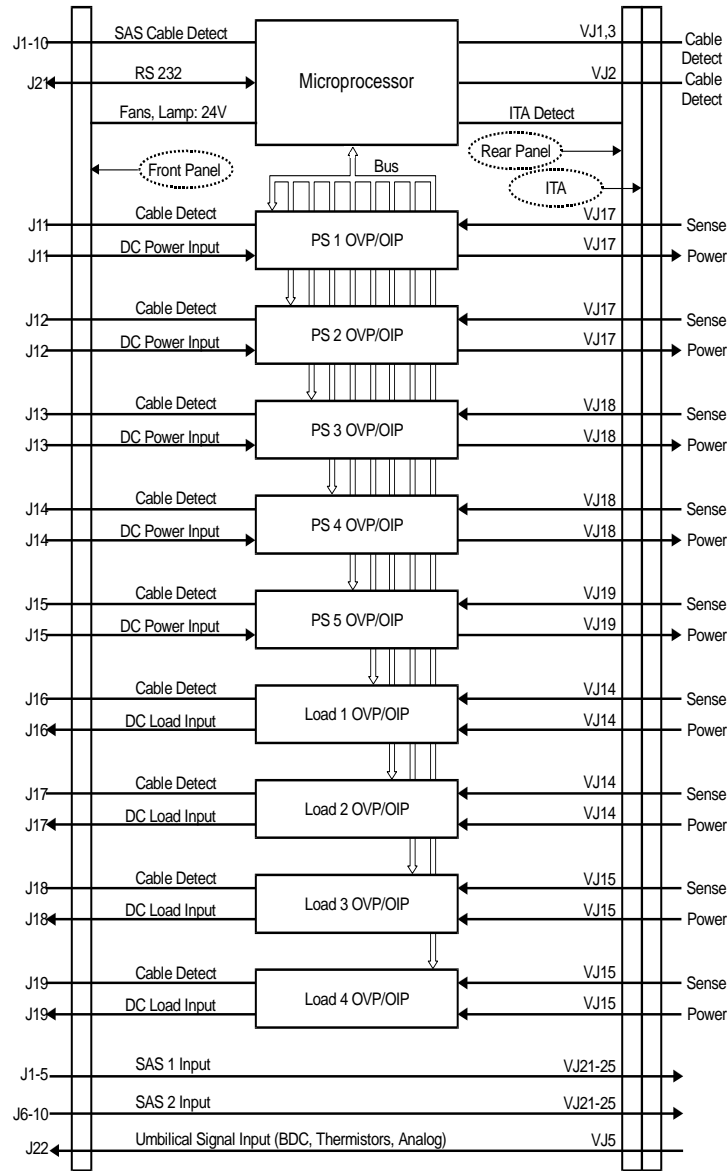 J1-10 SAS Cable Detect Microprocessor VJ1,3 Cable Detect
J21 RS 232 VJ2 Cable Detect
Fans, Lamp: 24V ITA Detect
Front Panel Bus Rear Panel
ITA
J11 Cable Detect PS 1 OVP/OIP VJ17 Sense
J11 DC Power Input VJ17 Power
J12 Cable Detect PS 2 OVP/OIP VJ17 Sense
J12 DC Power Input VJ17 Power
J13 Cable Detect PS 3 OVP/OIP VJ18 Sense
J13 DC Power Input VJ18 Power
J14 Cable Detect PS 4 OVP/OIP VJ18 Sense
J14 DC Power Input VJ18 Power
J15 Cable Detect PS 5 OVP/OIP VJ19 Sense
J15 DC Power Input VJ19 Power
J16 Cable Detect Load 1 OVP/OIP VJ14 Sense
J16 DC Load Input VJ14 Power
J17 Cable Detect Load 2 OVP/OIP VJ14 Sense
J17 DC Load Input VJ14 Power
J18 Cable Detect Load 3 OVP/OIP VJ15 Sense
J18 DC Load Input VJ15 Power
J19 Cable Detect Load 4 OVP/OIP VJ15 Sense
J19 DC Load Input VJ15 Power
J1-5 SAS 1 Input VJ21-25
J6-10 SAS 2 Input VJ21-25
J22 Umbilical Signal Input (BDC, Thermistors, Analog) VJ5